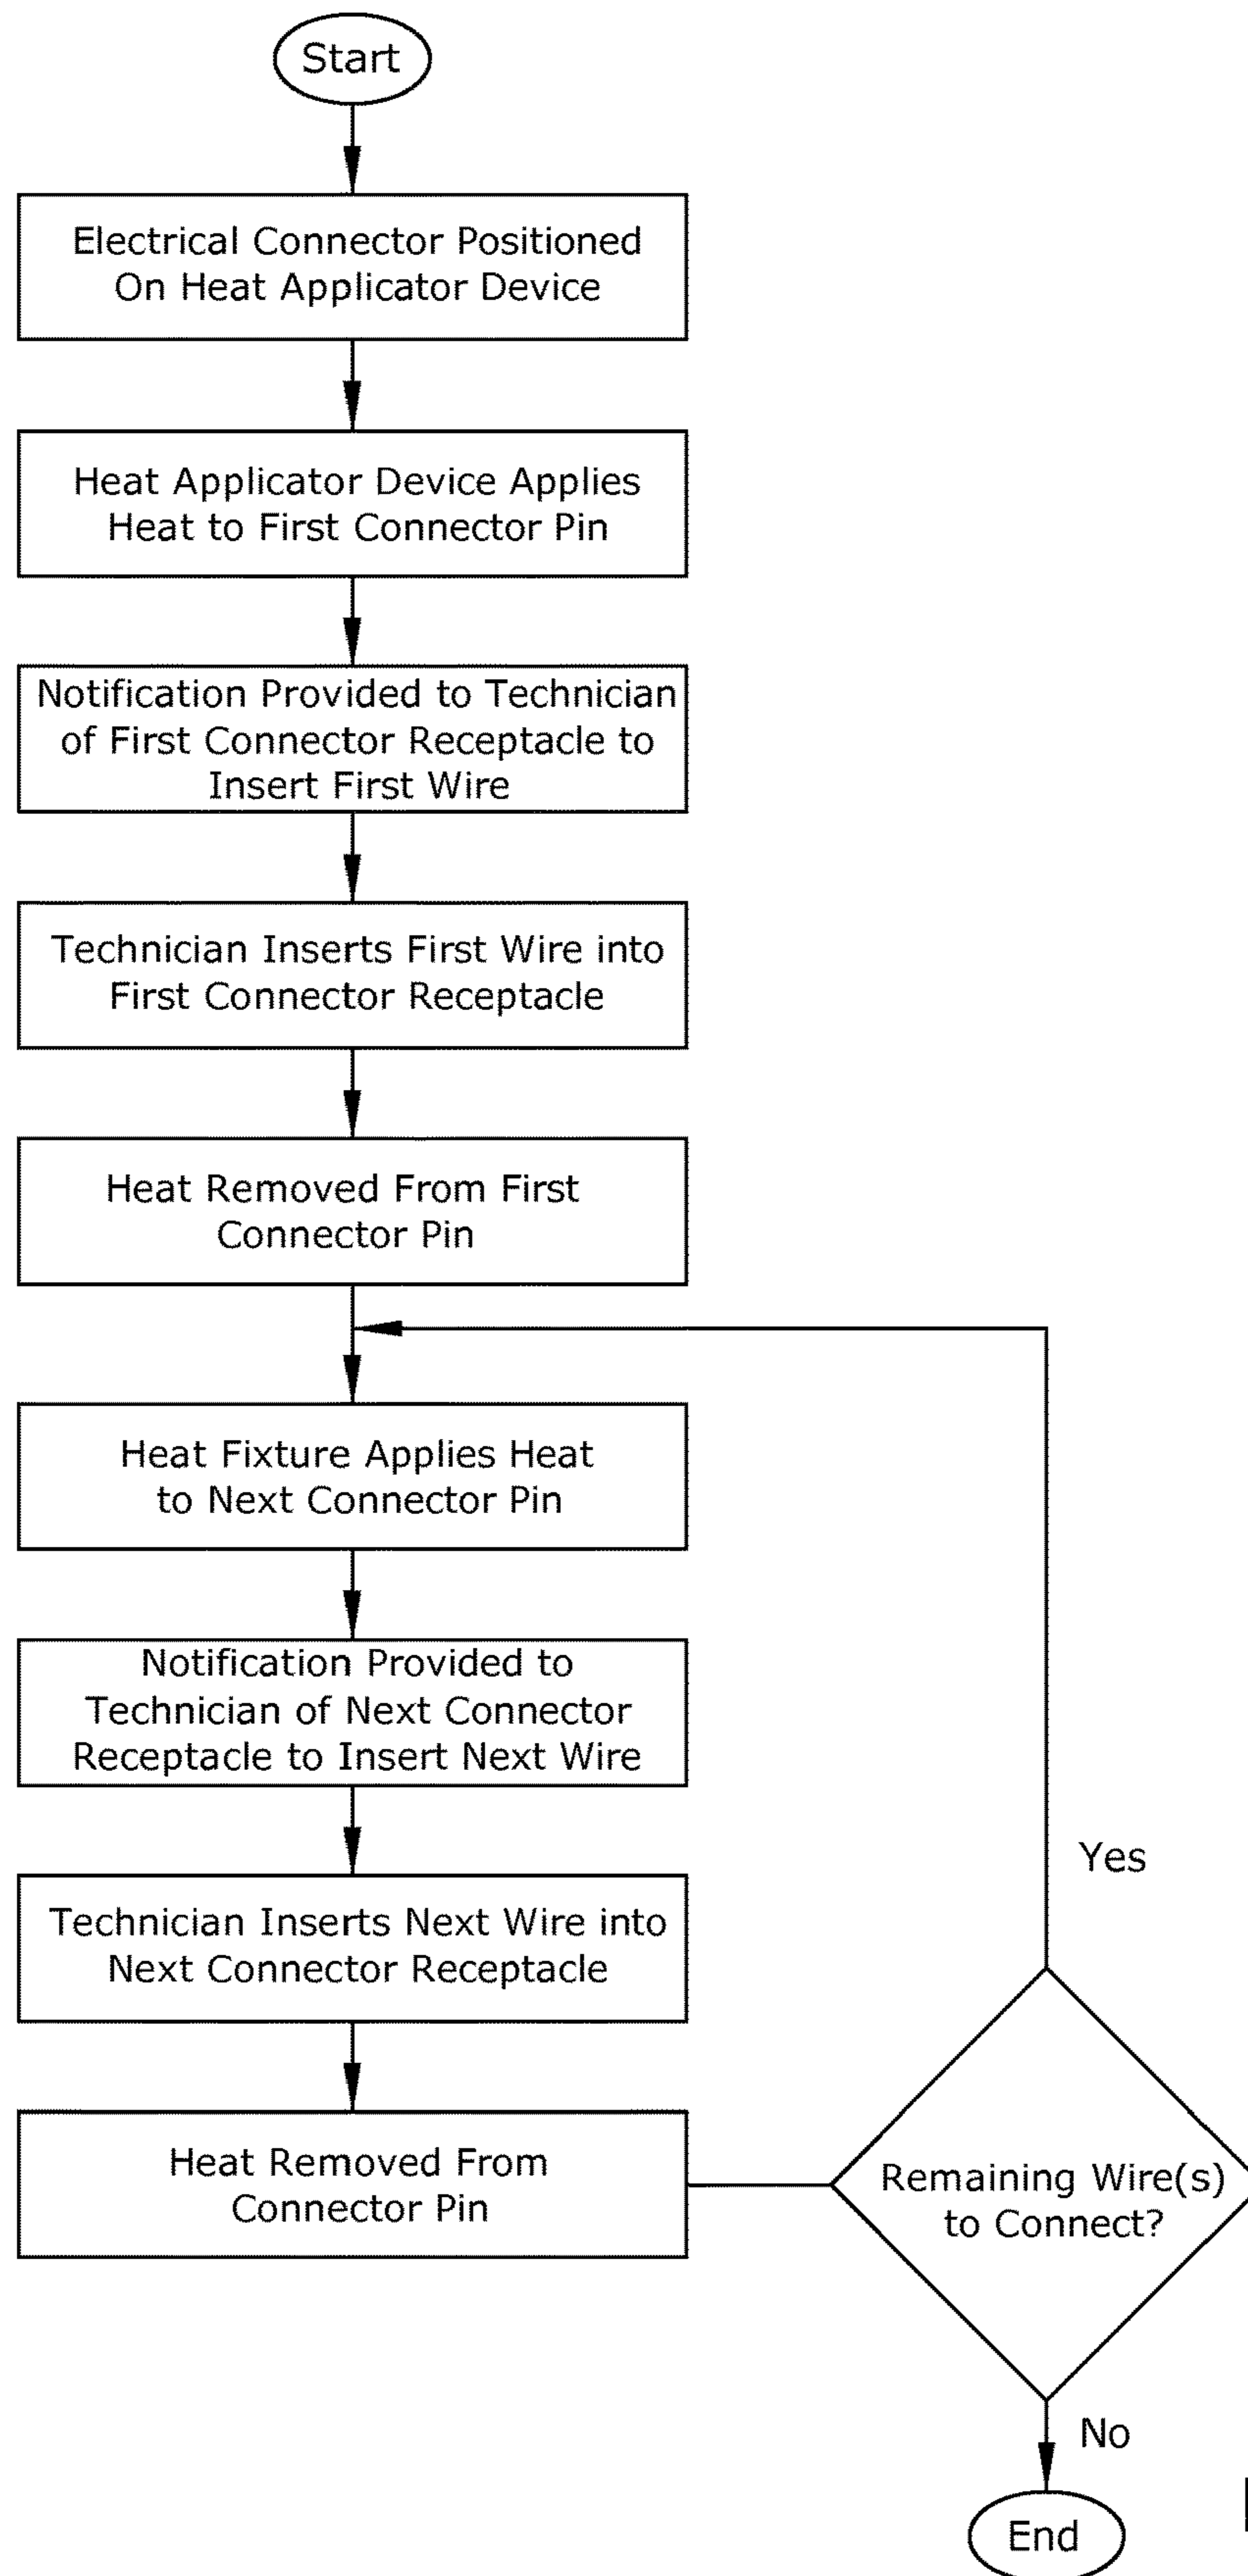 Start
Electrical Connector Positioned
On Heat Applicator Device
Heat Applicator Device Applies
Heat to First Connector Pin
Notification Provided to Technician
of First Connector Receptacle to
Insert First Wire
Technician Inserts First Wire into
First Connector Receptacle
Heat Removed From First
Connector Pin
Heat Fixture Applies Heat
to Next Connector Pin
Notification Provided to
Technician of Next Connector
Receptacle to Insert Next Wire
Technician Inserts Next Wire into
Next Connector Receptacle
Heat Removed From
Connector Pin
Yes
Remaining Wire(s)
to Connect?
No
End